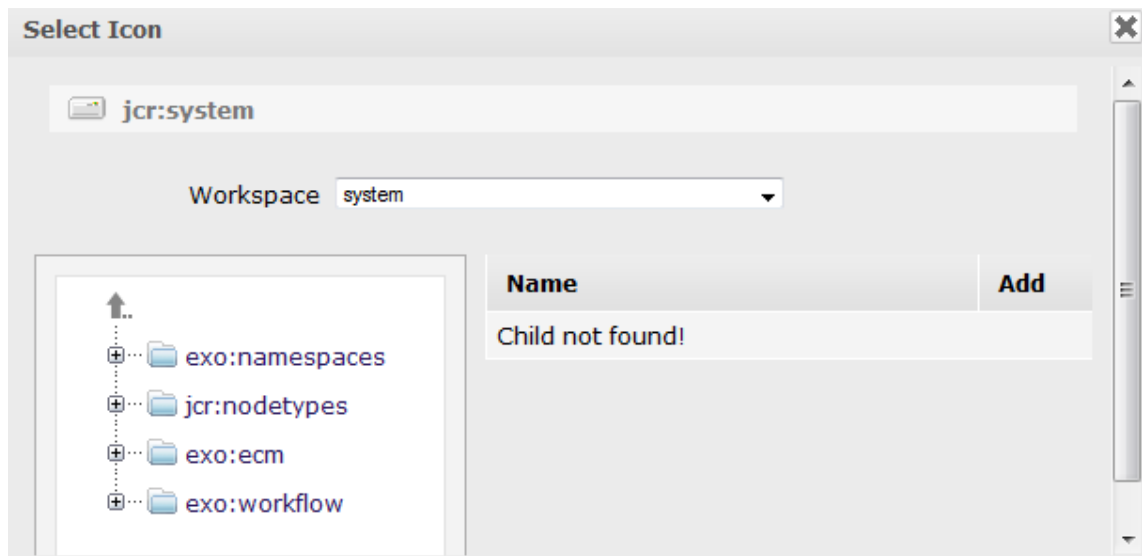 Select Icon
jcr:system
Workspace system
Name Add
Child not found!
exo:namespaces
jcr:nodetypes
exo:ecm
exo:workflow